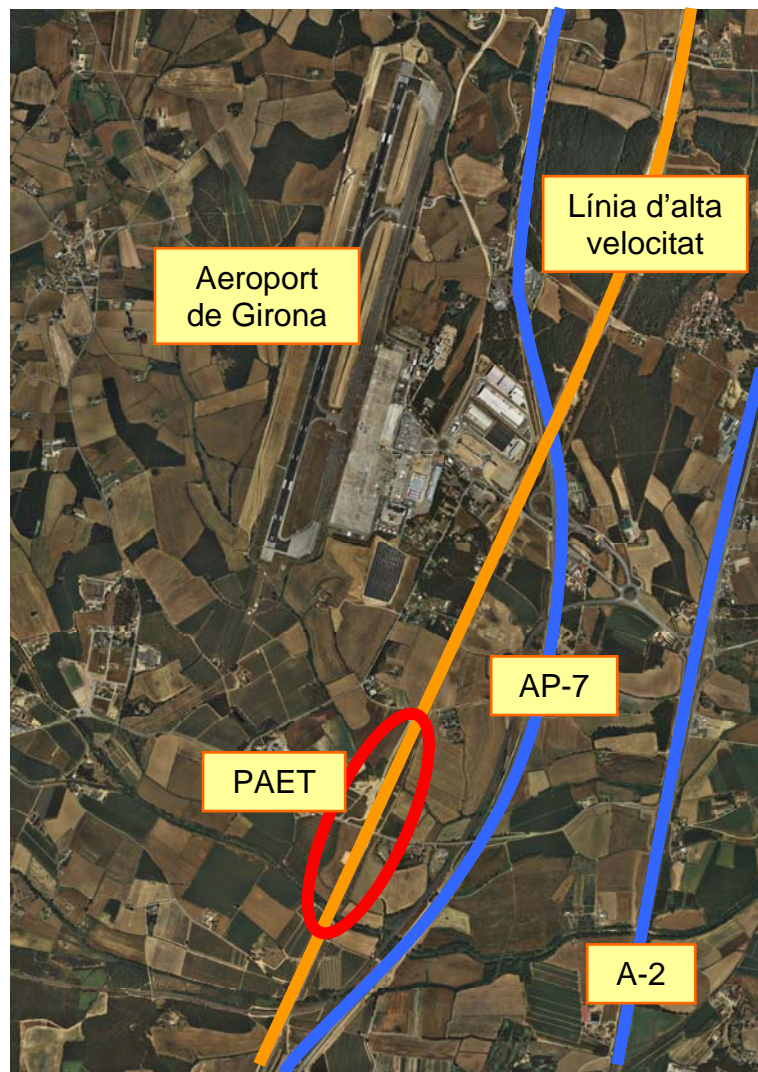 Línia d'alta
velocitat
Aeroport
de Girona
AP-7
PAET
A-2